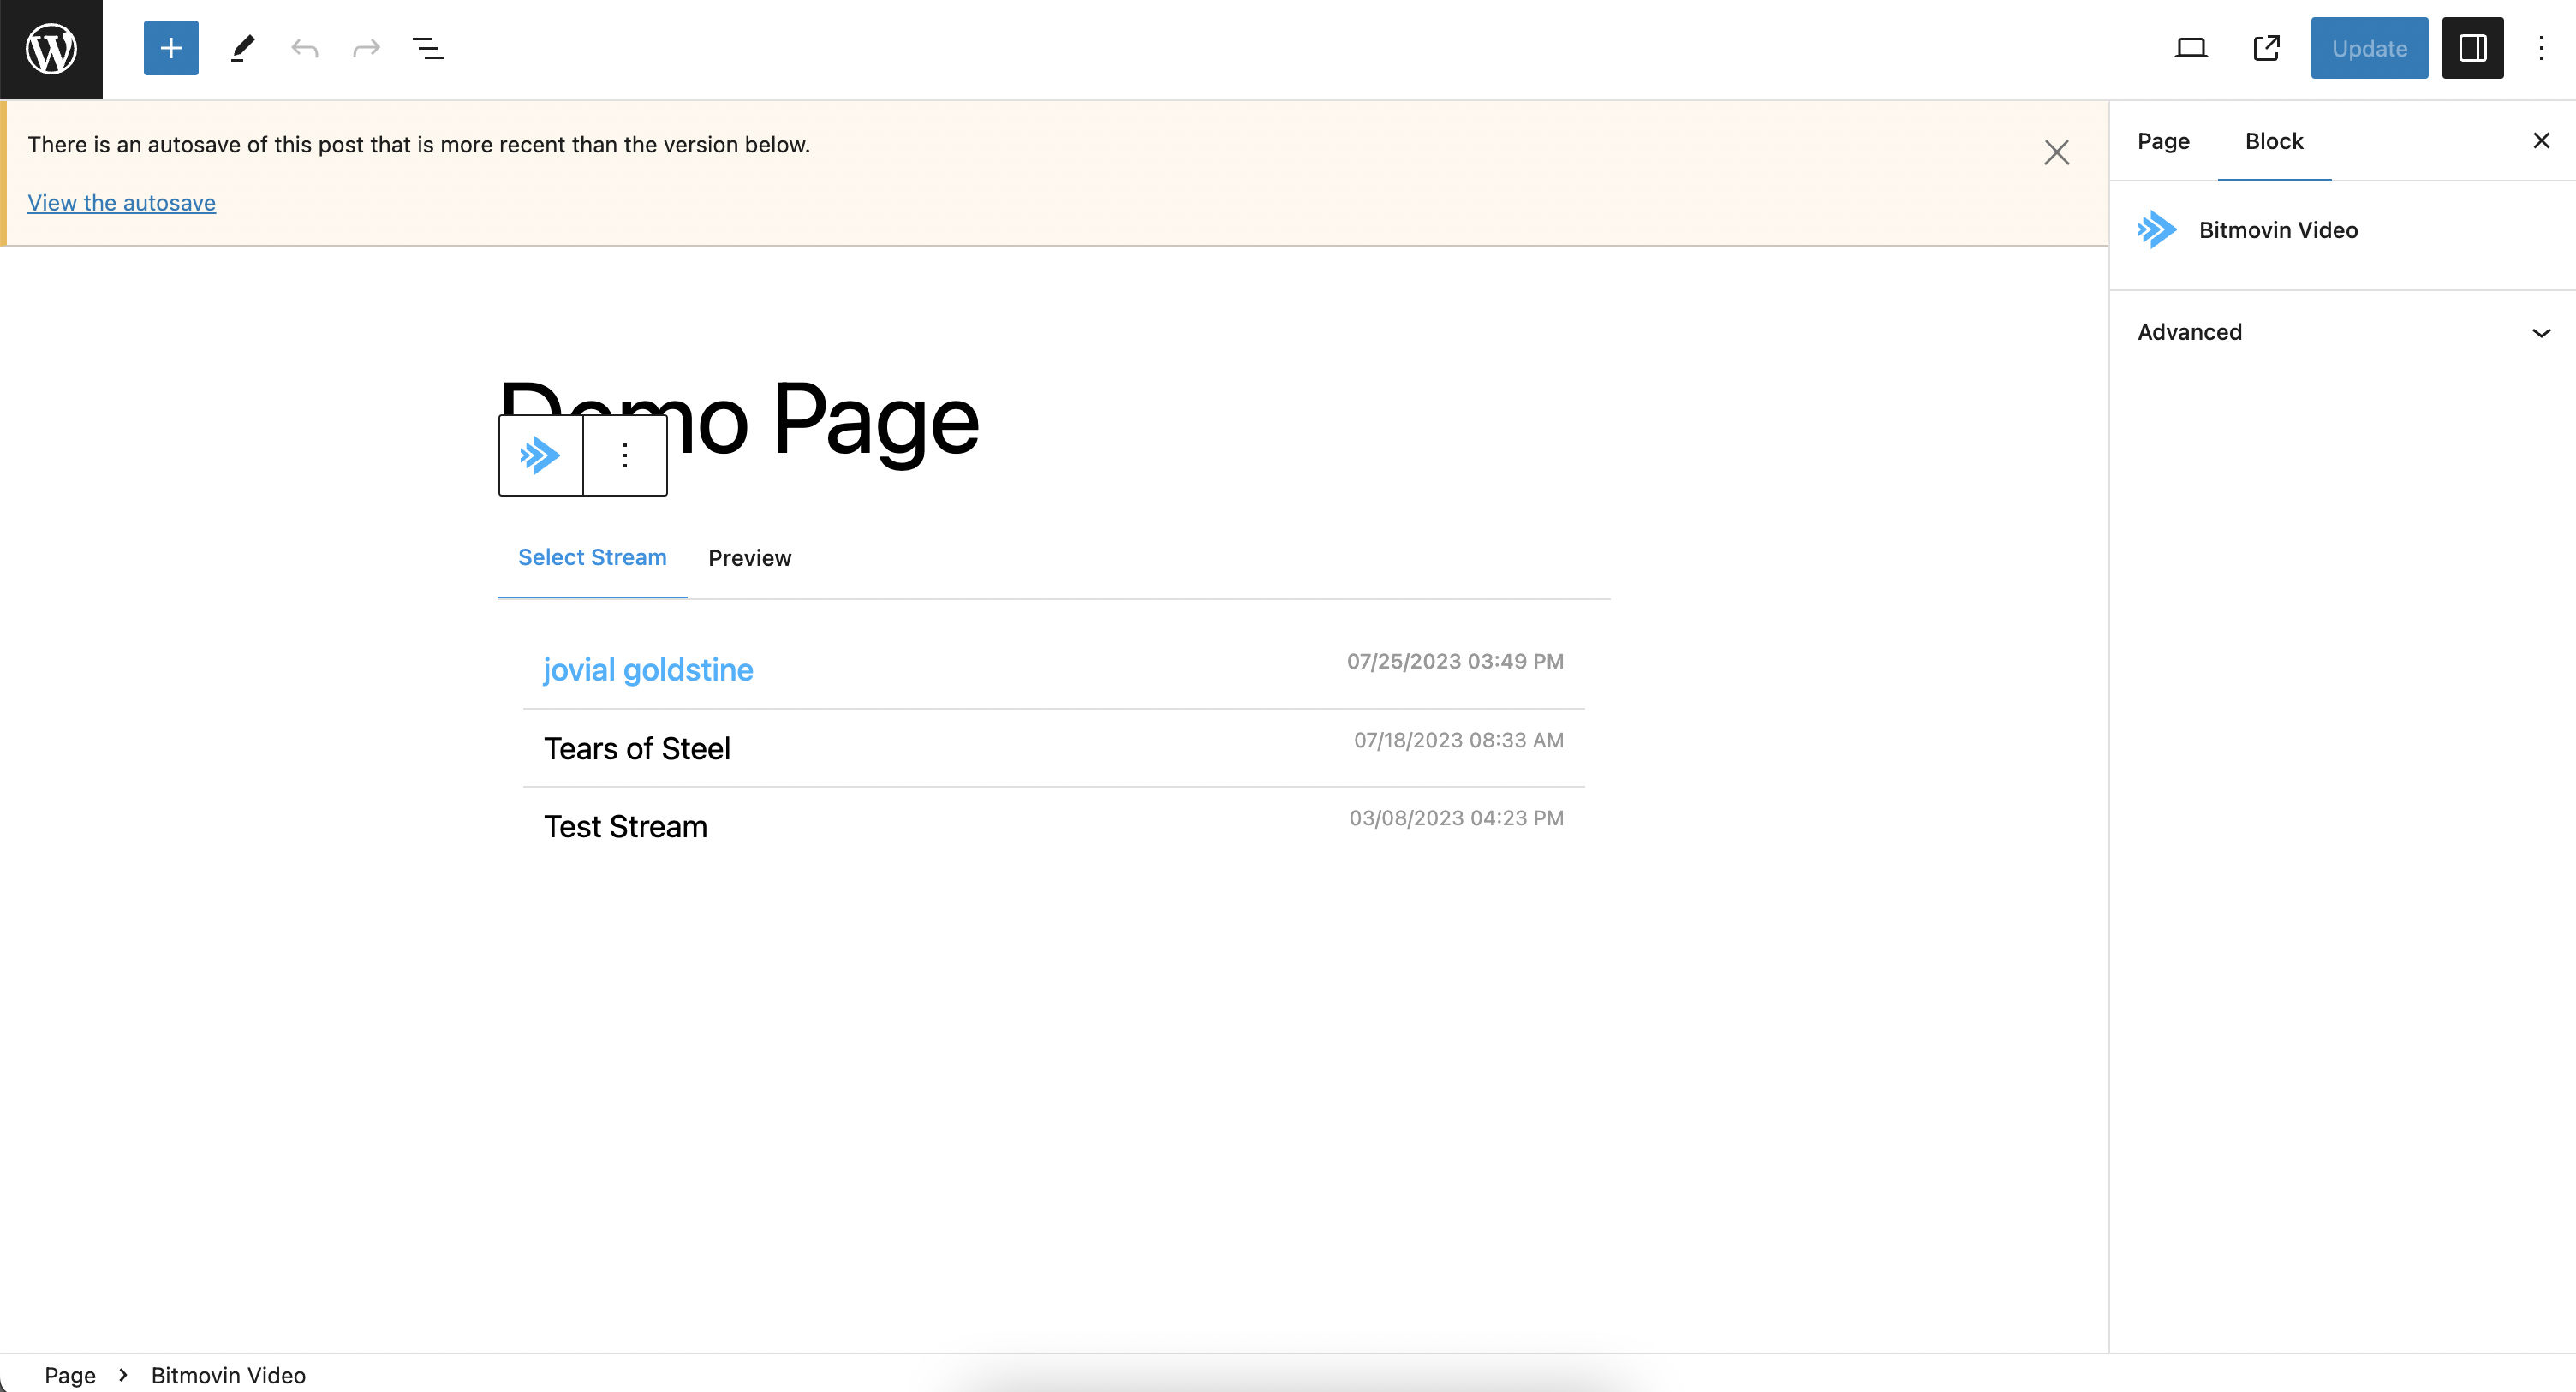 Update
There is an autosave of this post that is more recent than the version below.
View the autosave
Page Block
Bitmovin Video
Advanced
Demo Page
Select Stream Preview
jovial goldstine 07/25/2023 03:49 PM
Tears of Steel 07/18/2023 08:33 AM
Test Stream 03/08/2023 04:23 PM
Page > Bitmovin Video